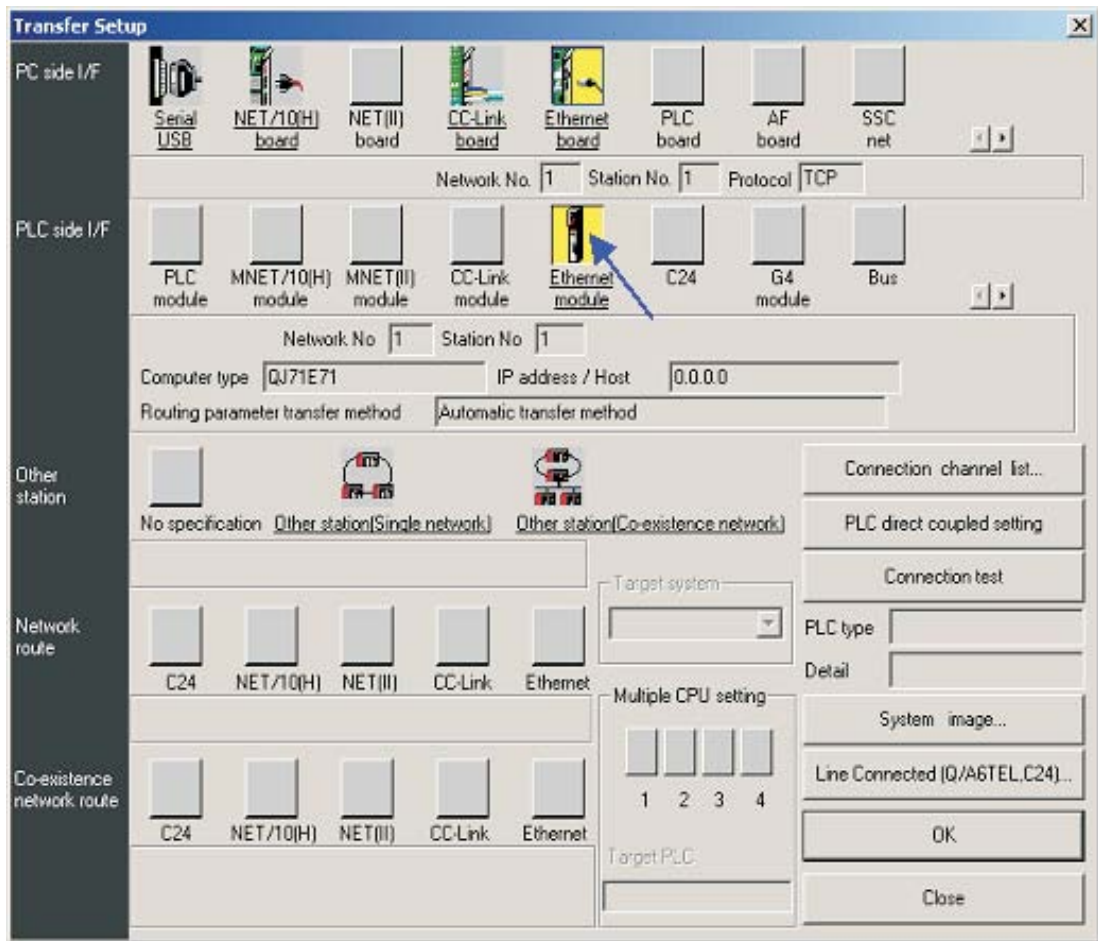 Transfer Setup
PC side I/F
Serial USB
NET/10(H) board
NET(II) board
CC-Link board
Ethernet board
PLC board
AF board
SSC net
Network No. 1 Station No. 1 Protocol TCP
PLC side I/F
PLC module
MNET/10(H) module
MNET(II) module
CC-Link module
Ethernet module
C24
G4 module
Bus
Network No 1 Station No 1
Computer type QJ71E71 IP address / Host 0.0.0.0
Routing parameter transfer method Automatic transfer method
Other station
No specification Other station(Single network) Other station(Co-existence network)
Connection channel list...
PLC direct coupled setting
Connection test
PLC type
Detail
System image...
Line Connected (Q/A6TEL,C24)...
OK
Close
Target system
Network route
C24 NET/10(H) NET(II) CC-Link Ethernet
Multiple CPU setting
1 2 3 4
Target PLC
Co-existence network route
C24 NET/10(H) NET(II) CC-Link Ethernet